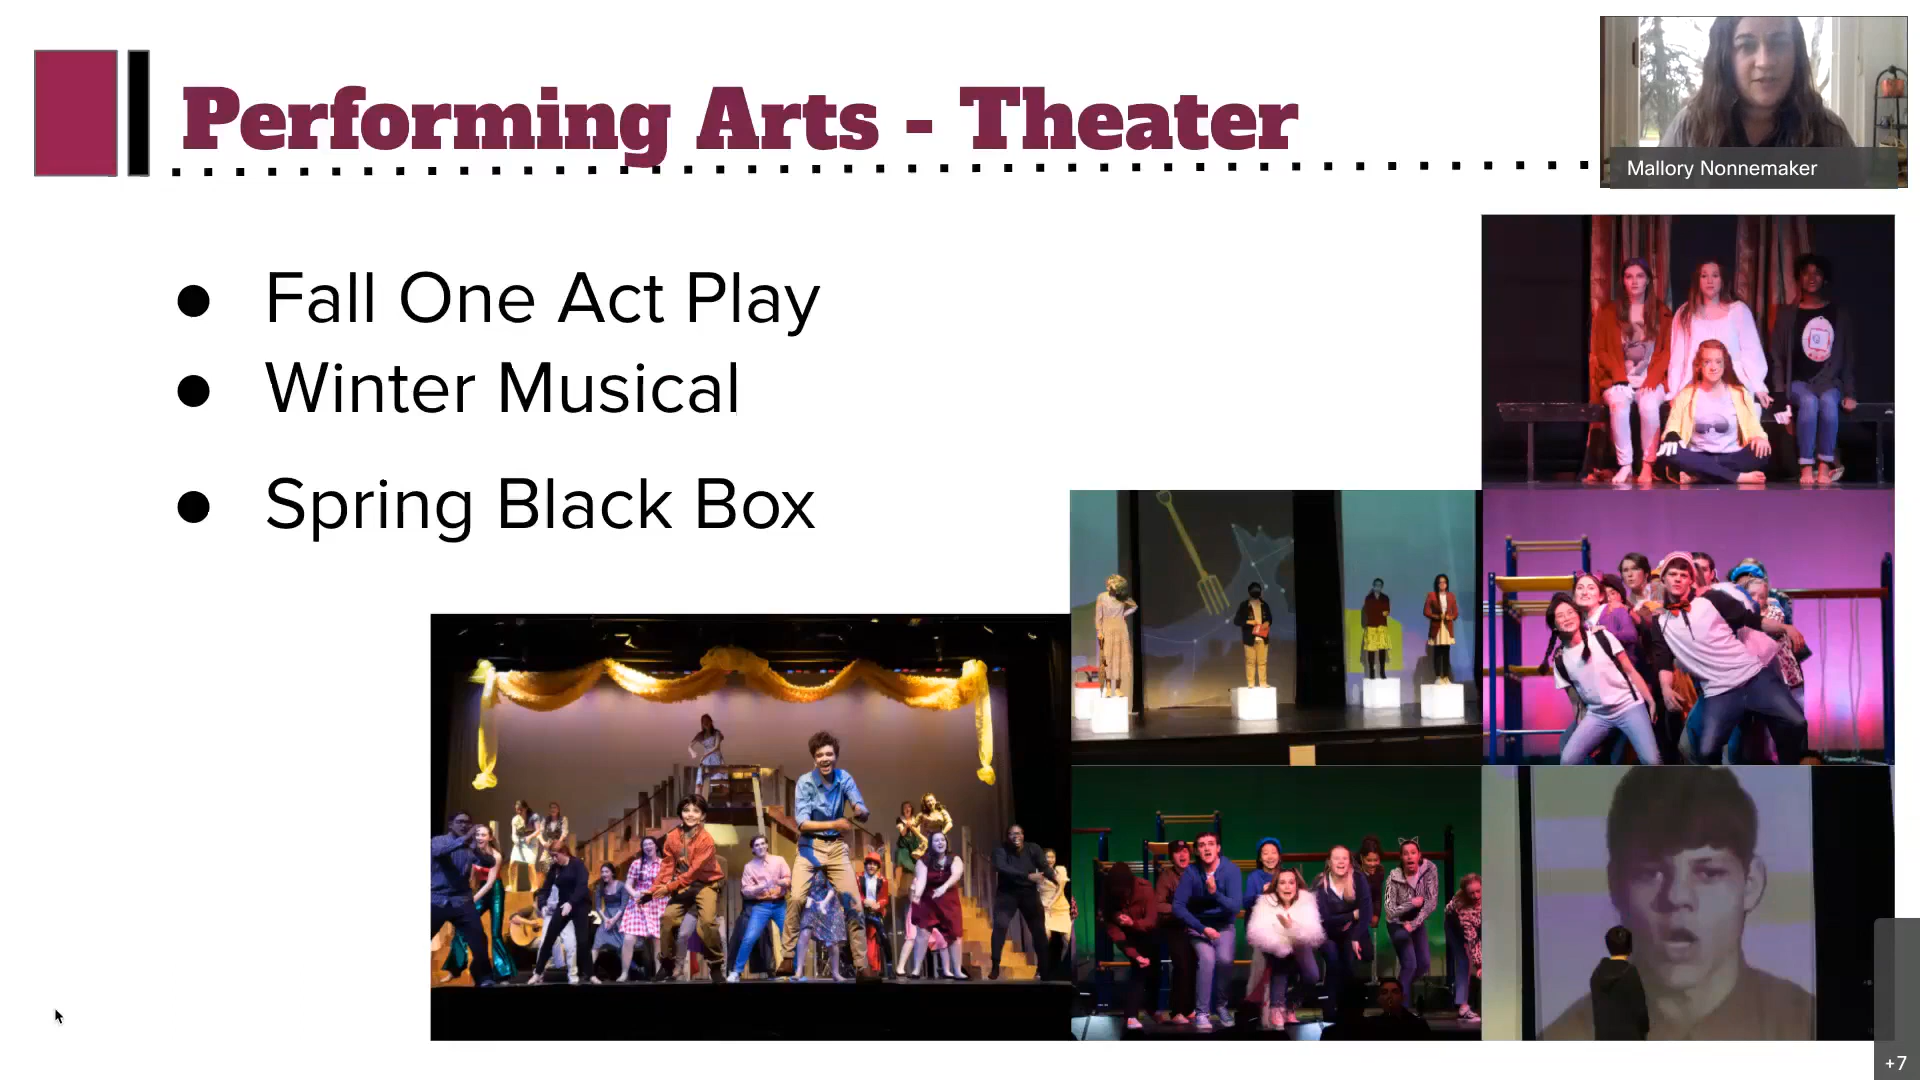 Performing Arts - Theater
Mallory Nonnemaker
● Fall One Act Play
● Winter Musical
● Spring Black Box
+7